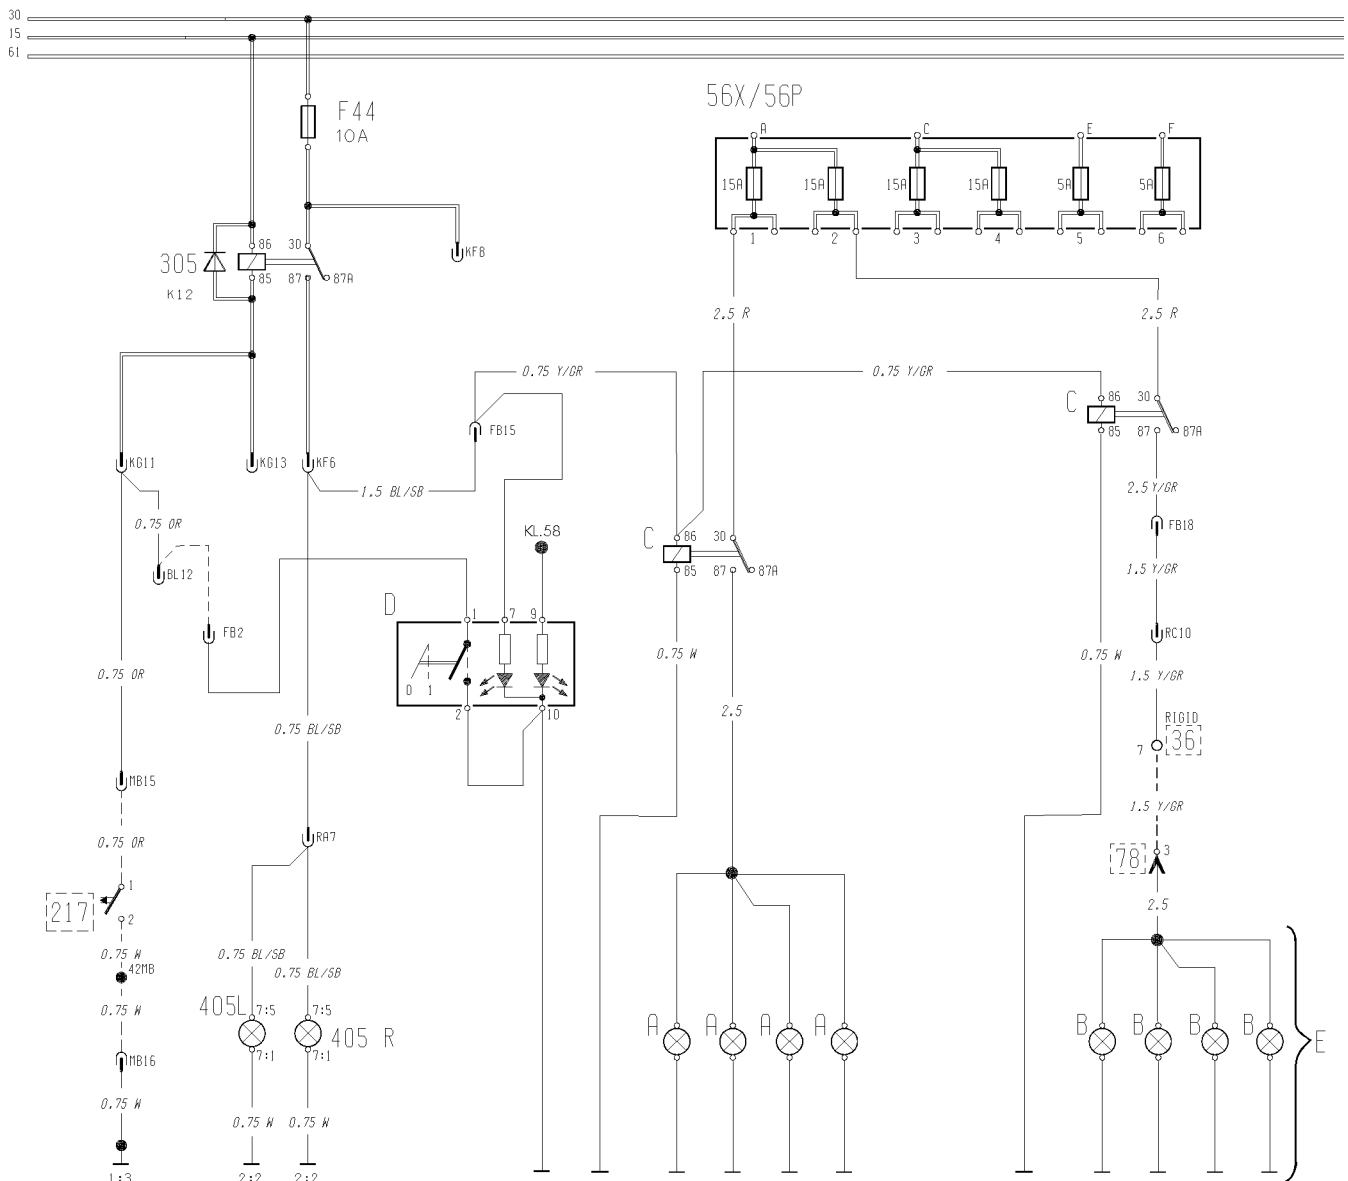 30
15
61
F44
10A
56X/56P
A
C
E
F
15A
15A
15A
15A
5A
5A
1
2
3
4
5
6
305
K12
86
30
85
87
87A
KF8
2.5 R
2.5 R
0.75 Y/GR
0.75 Y/GR
C
86
30
85
87
87A
FB15
KG11
KG13
KF6
1.5 BL/SB
0.75 OR
2.5 Y/GR
FB18
KL.58
C
86
30
85
87
87A
BL12
1.5 Y/GR
D
1
7
9
FB2
RC10
0.75 W
0.75 W
0.75 OR
1.5 Y/GR
D
1
2
10
2.5
0.75 BL/SB
RIGID
7
36
MB15
1.5 Y/GR
0.75 OR
RA7
78
3
1
217
2
2.5
0.75 W
0.75 BL/SB
42MB
0.75 BL/SB
0.75 W
405L
7:5
7:5
405 R
A
A
A
A
B
B
B
B
E
7:1
7:1
MB16
0.75 W
0.75 W
0.75 W
1:3
2:2
2:2